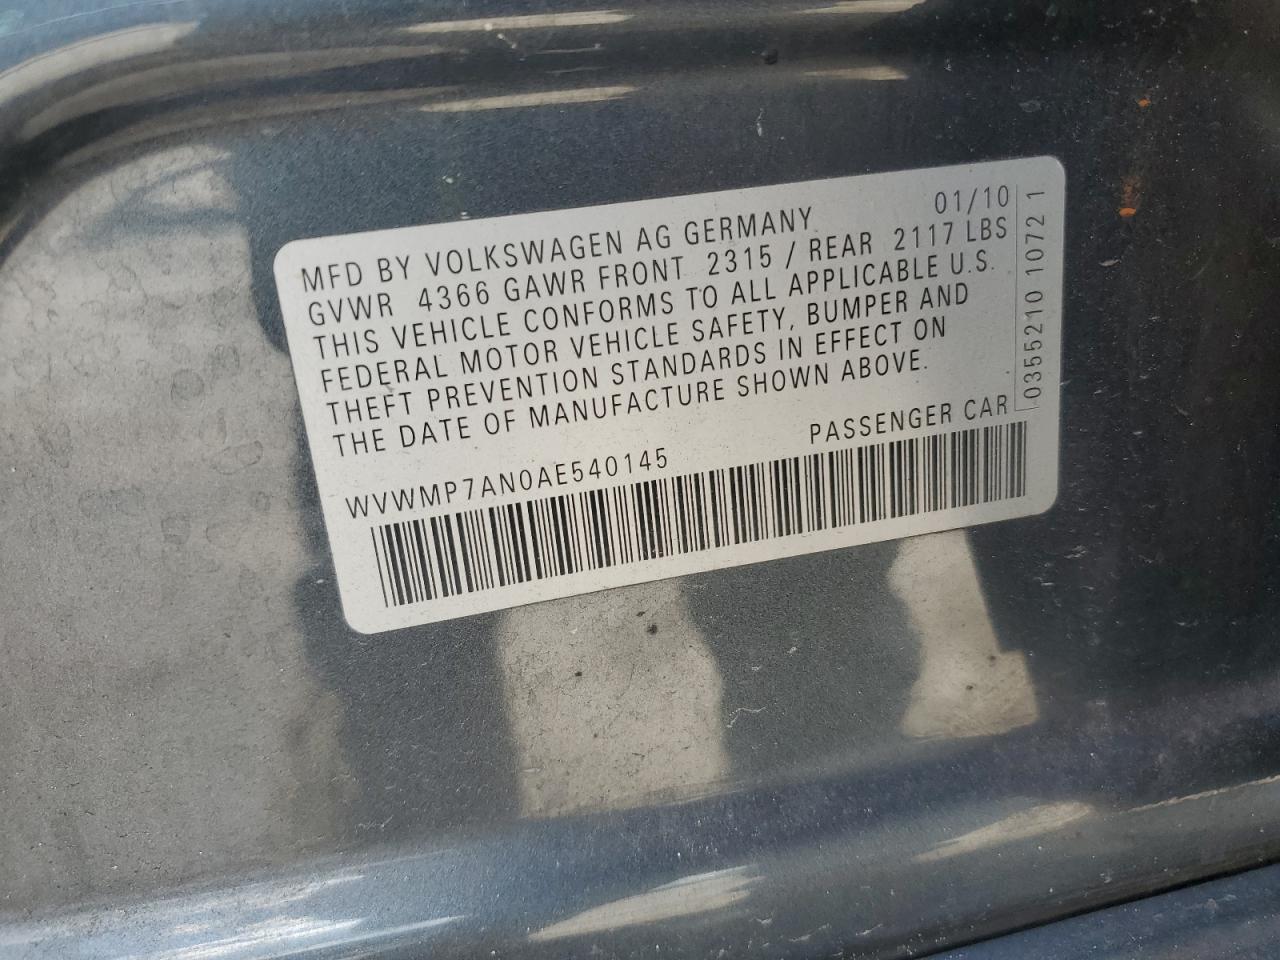 01/10
MFD BY VOLKSWAGEN AG GERMANY
GVWR 4366 GAWR FRONT 2315 / REAR 2117 LBS
THIS VEHICLE CONFORMS TO ALL APPLICABLE U.S.
FEDERAL MOTOR VEHICLE SAFETY, BUMPER AND
THEFT PREVENTION STANDARDS IN EFFECT ON
THE DATE OF MANUFACTURE SHOWN ABOVE.
PASSENGER CAR
WVWMP7AN0AE540145
0355210 1072 1